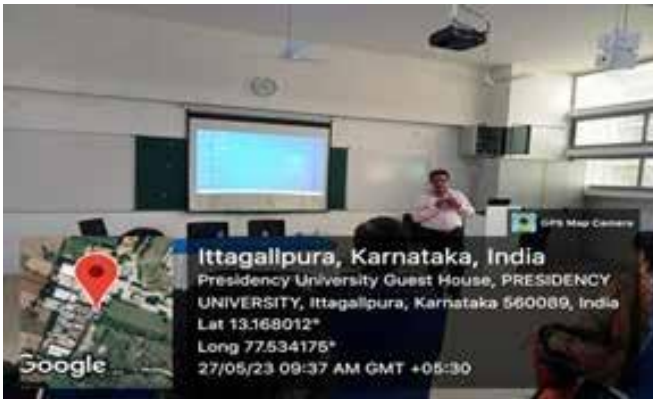 GPS Map Camera
Ittagallpura, Karnataka, India
Presidency University Guest House, PRESIDENCY
UNIVERSITY, Ittagallpura, Karnataka 560089, India
Lat 13.168012°
Long 77.534175°
27/05/23 09:37 AM GMT +05:30
Google